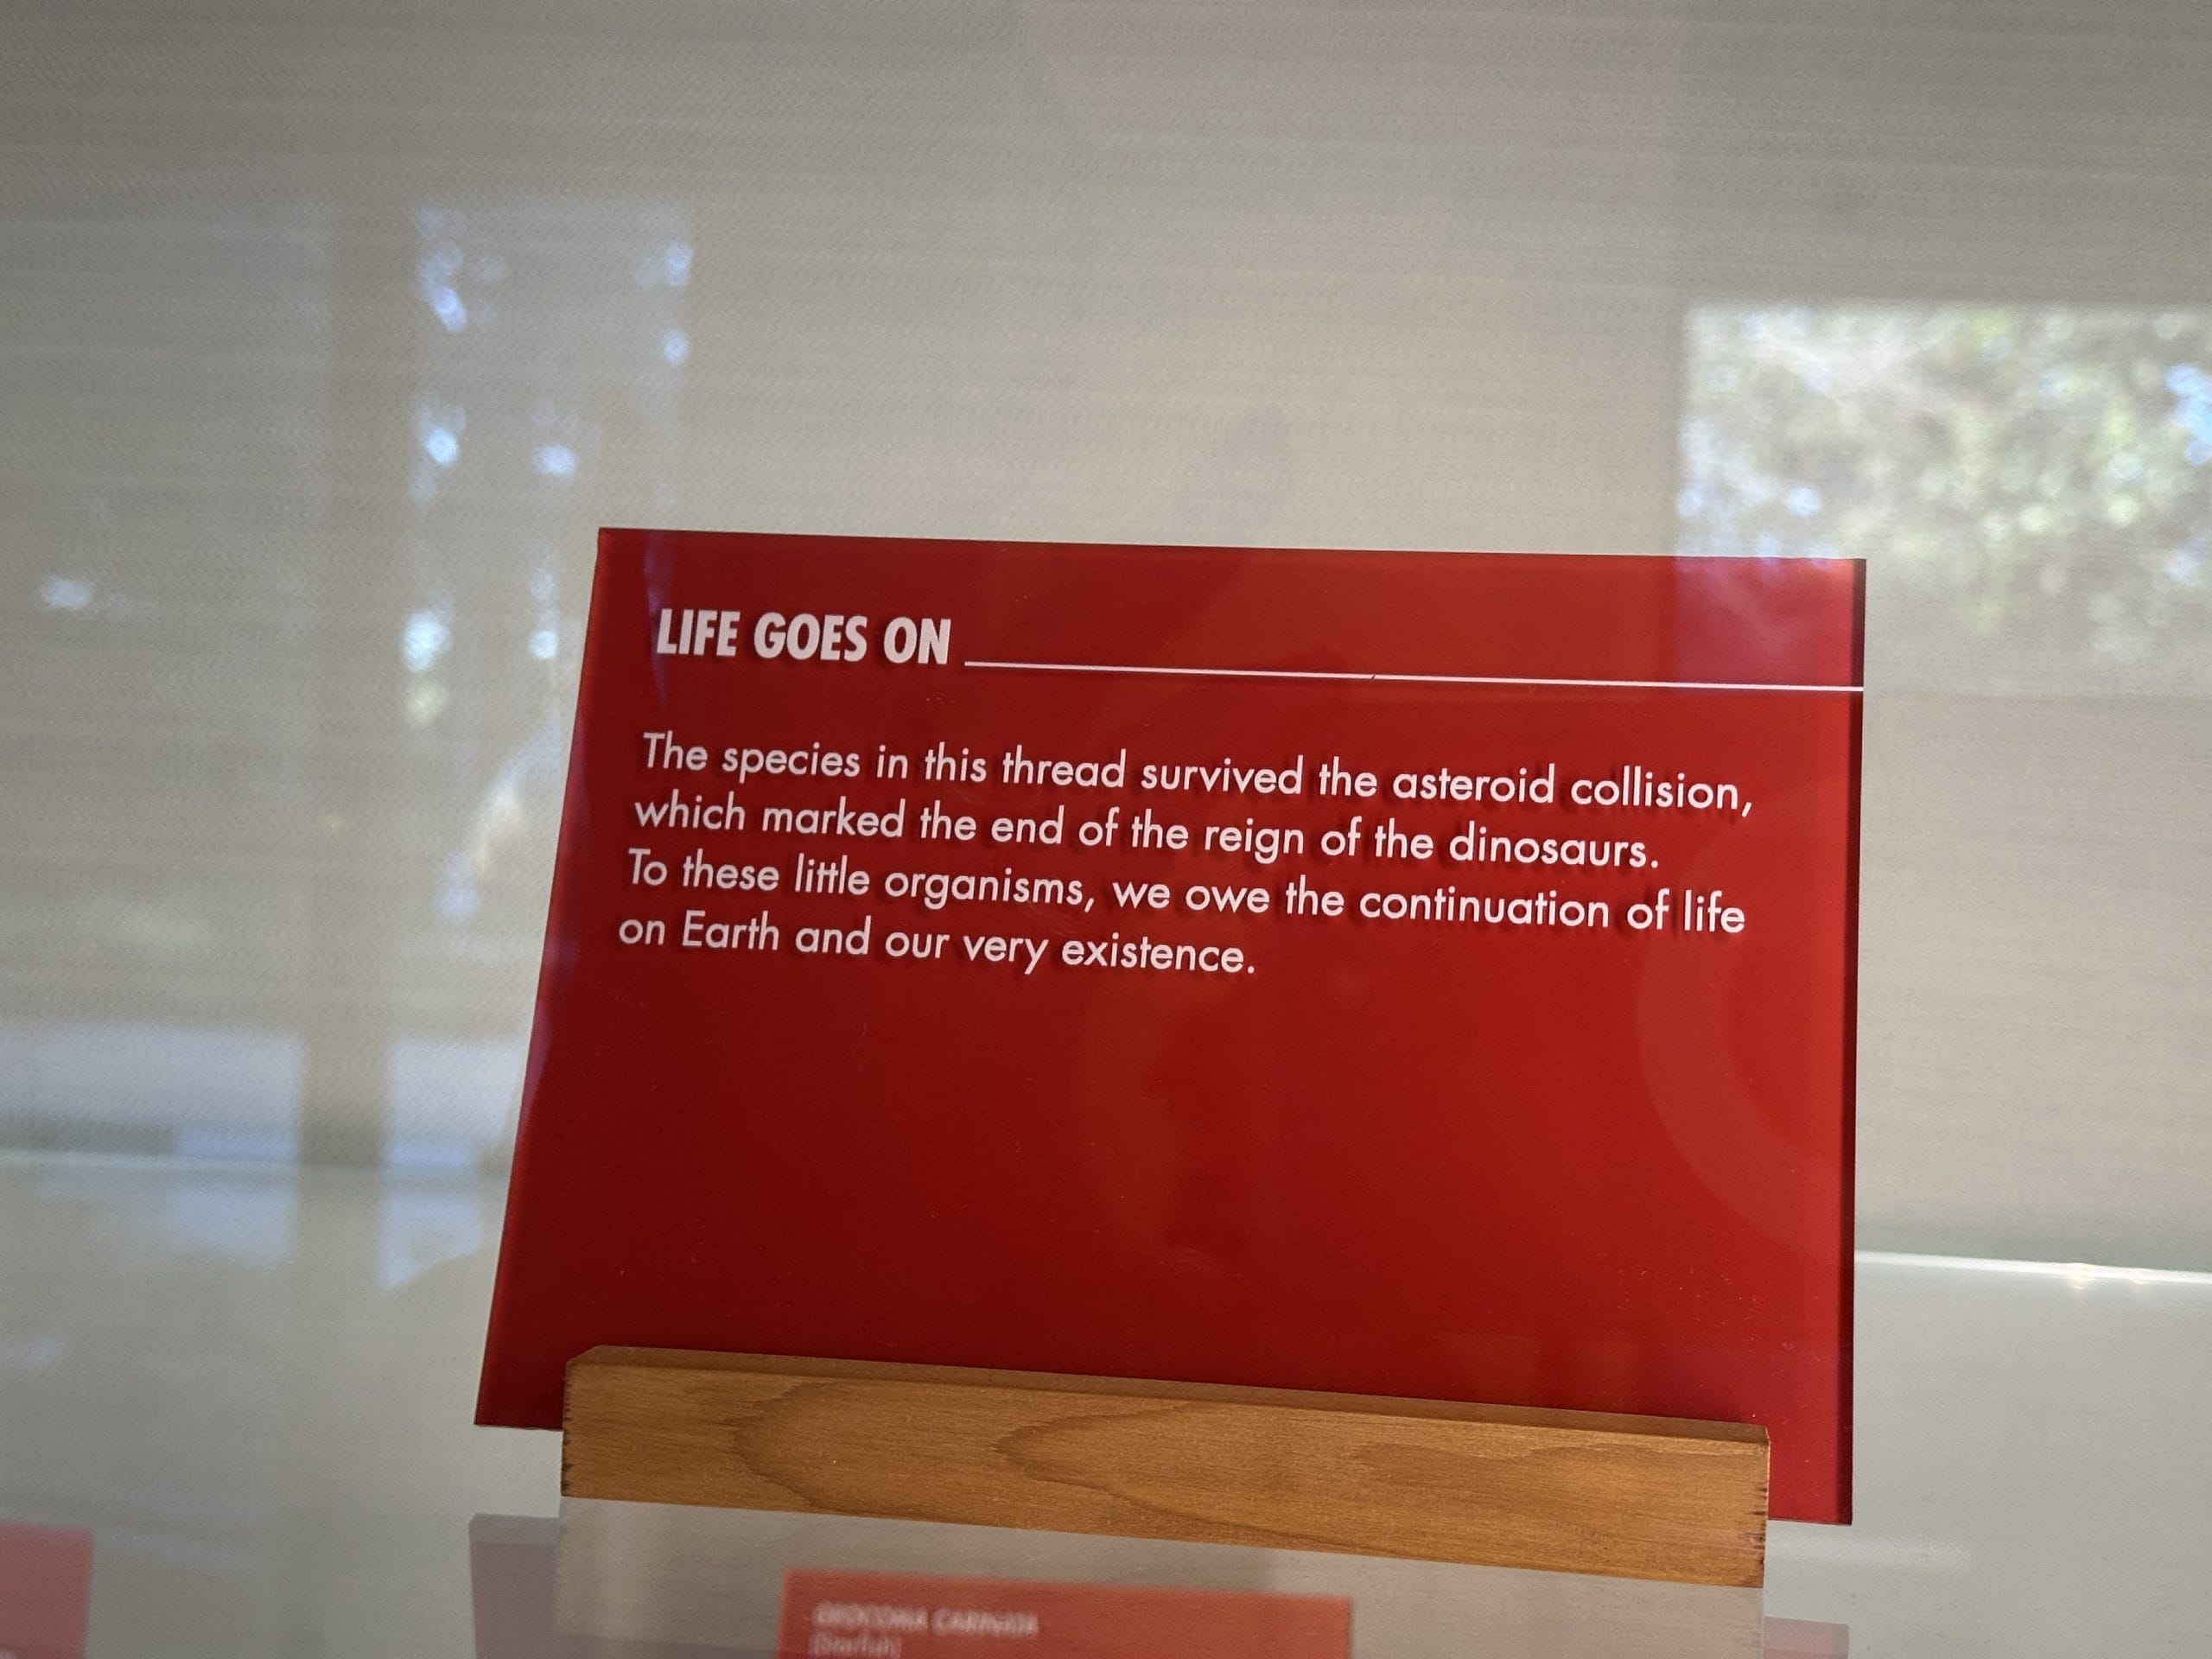 LIFE GOES ON
The species in this thread survived the asteroid collision,
which marked the end of the reign of the dinosaurs.
To these little organisms, we owe the continuation of life
on Earth and our very existence.
CARINATA
(Starfish)